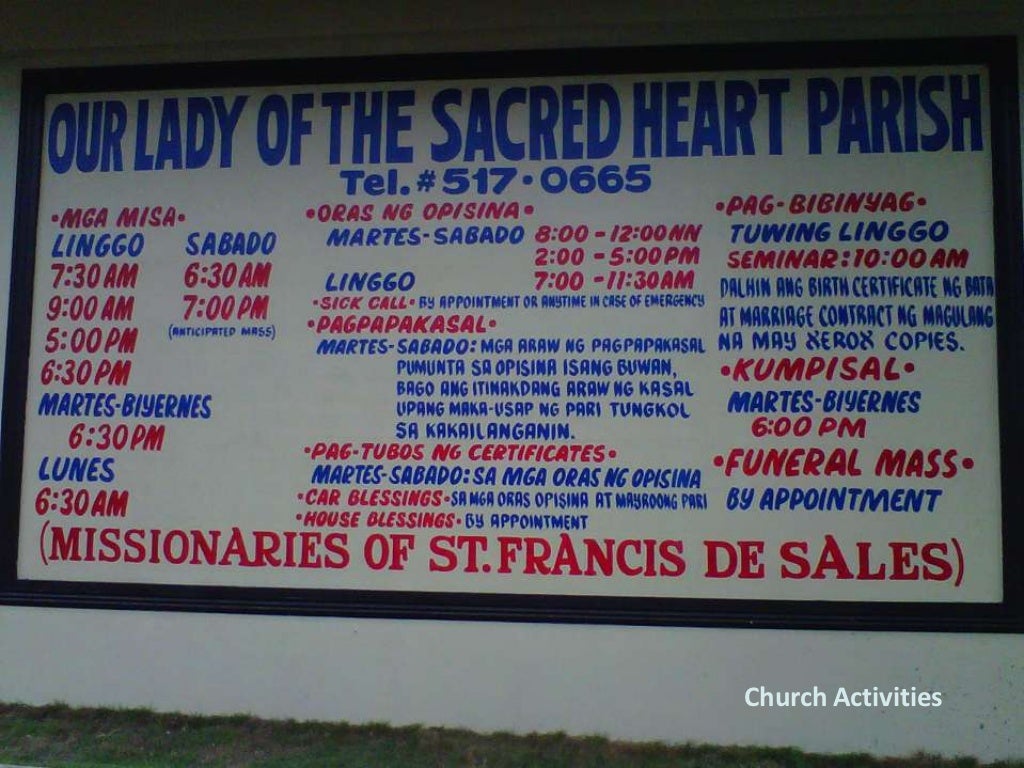 OUR LADY OF THE SACRED HEART PARISH
Tel. # 517-0665
•MGA MISA•
LINGGO SABADO
7:30 AM 6:30 AM
9:00 AM 7:00 PM
5:00 PM (ANTICIPATED MASS)
6:30 PM
MARTES-BIYERNES
6:30 PM
LUNES
6:30 AM
•ORAS NG OPISINA•
MARTES-SABADO 8:00 - 12:00 NN
2:00 - 5:00 PM
LINGGO 7:00 - 11:30 AM
•SICK CALL• BY APPOINTMENT OR ANYTIME IN CASE OF EMERGENCY
•PAGPAPAKASAL•
MARTES-SABADO: MGA ARAW NG PAGPAPAKASAL
PUMUNTA SA OPISINA ISANG BUWAN,
BAGO ANG ITINAKDANG ARAW NG KASAL
UPANG MAKA-USAP NG PARI TUNGKOL
SA KAKAILANGANIN.
•PAG-TUBOS NG CERTIFICATES•
MARTES-SABADO: SA MGA ORAS NG OPISINA
•CAR BLESSINGS•SA MGA ORAS OPISINA AT MAYROONG PARI
•HOUSE BLESSINGS• BY APPOINTMENT
•PAG-BIBINYAG•
TUWING LINGGO
SEMINAR: 10:00 AM
DALHIN ANG BIRTH CERTIFICATE NG BATA
AT MARRIAGE CONTRACT NG MAGULANG
NA MAY XEROX COPIES.
•KUMPISAL•
MARTES-BIYERNES
6:00 PM
•FUNERAL MASS•
BY APPOINTMENT
(MISSIONARIES OF ST. FRANCIS DE SALES)
Church Activities